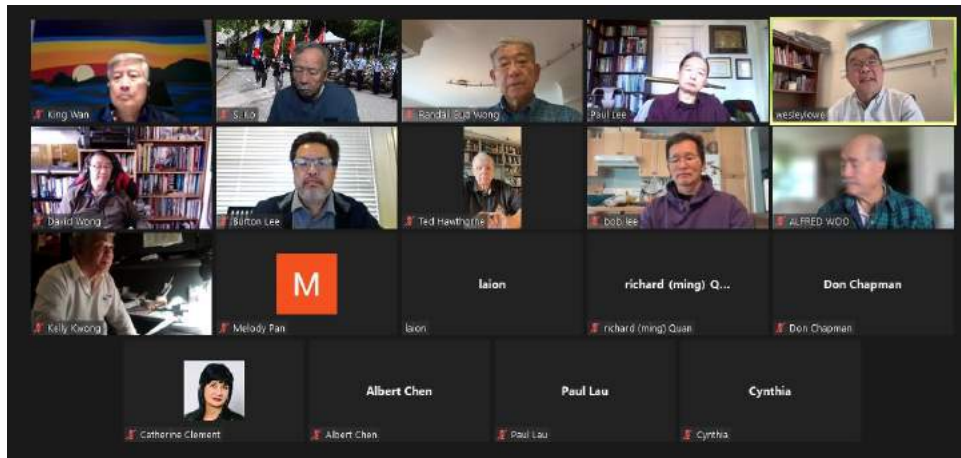 King Wan
S. Ko
Randall Bud Wong
Paul Lee
wesleylowe
David Wong
Burton Lee
Ted Hawthorne
bob lee
ALFRED WOO
Kelly Kwong
M
Melody Pan
laion
laion
richard (ming) Q...
richard (ming) Quan
Don Chapman
Don Chapman
Catherine Clement
Albert Chen
Albert Chen
Paul Lau
Paul Lau
Cynthia
Cynthia